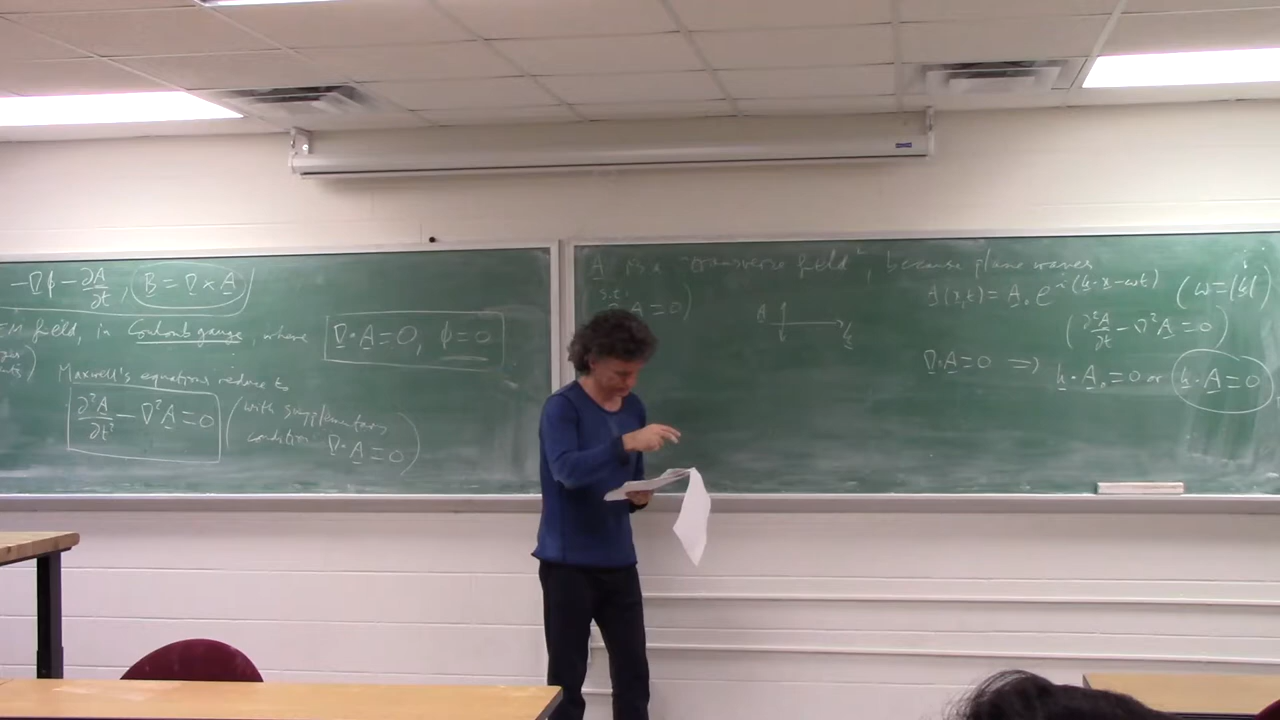 -∇φ - ∂A/∂t, B = ∇ × A
EM field, in Coulomb gauge, where ∇·A = 0, φ = 0
Maxwell's equations reduce to
∂²A/∂t² - ∇²A = 0 (with supplementary
condition ∇·A = 0)
A is a "transverse field", because plane waves
s.t.
A = 0)
A
k
A(x,t) = A₀ e^{i(k·x-ωt)} (ω=|k|)
(∂²A/∂t² - ∇²A = 0)
∇·A = 0 ⟹ k·A₀ = 0 or k·A = 0